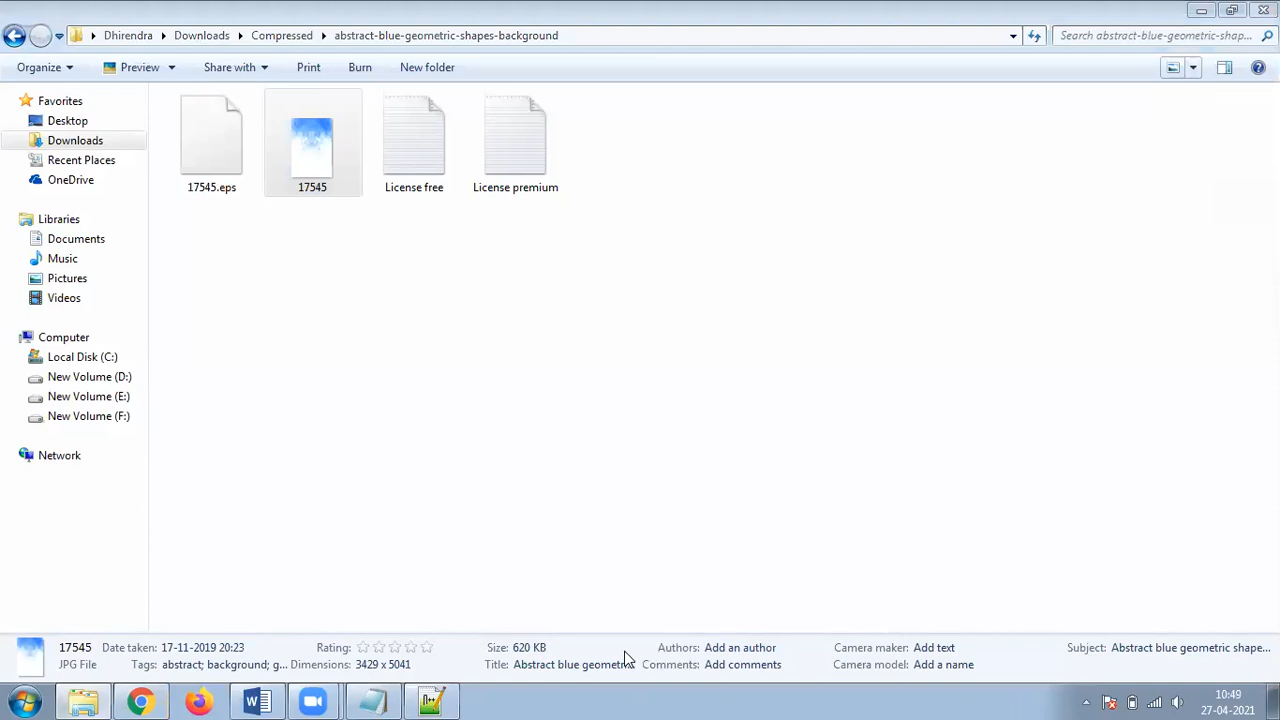 Dhirendra Downloads Compressed abstract-blue-geometric-shapes-background Search abstract-blue-geometric-shap...
Organize Preview Share with Print Burn New folder
Favorites
Desktop
Downloads
Recent Places
OneDrive
Libraries
Documents
Music
Pictures
Videos
Computer
Local Disk (C:)
New Volume (D:)
New Volume (E:)
New Volume (F:)
Network
17545.eps 17545 License free License premium
17545 Date taken: 17-11-2019 20:23 Rating: Size: 620 KB Authors: Add an author Camera maker: Add text Subject: Abstract blue geometric shape...
JPG File Tags: abstract; background; g... Dimensions: 3429 x 5041 Title: Abstract blue geometric Comments: Add comments Camera model: Add a name
10:49
27-04-2021